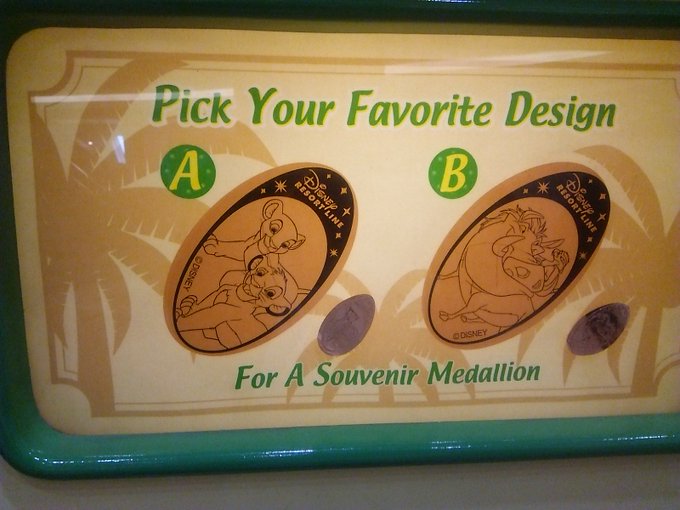 Pick Your Favorite Design
A
B
Disney
RESORT LINE
© DISNEY
Disney
RESORT LINE
© DISNEY
For A Souvenir Medallion